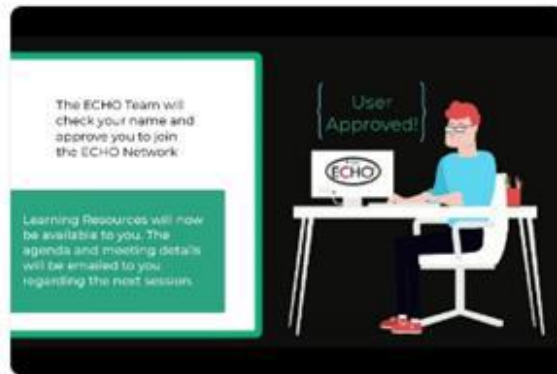 The ECHO Team will
check your name and
approve you to join
the ECHO Network
Learning Resources will now
be available to you. The
agenda and meeting details
will be emailed to you
regarding the next session.
{ User
Approved! }
ECHO